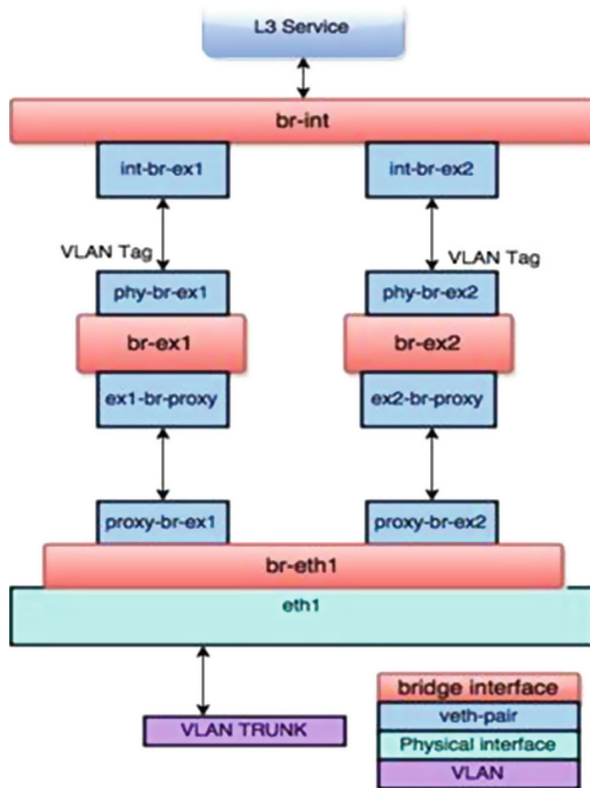 L3 Service
br-int
int-br-ex1
int-br-ex2
VLAN Tag
VLAN Tag
phy-br-ex1
phy-br-ex2
br-ex1
br-ex2
ex1-br-proxy
ex2-br-proxy
proxy-br-ex1
proxy-br-ex2
br-eth1
eth1
VLAN TRUNK
bridge interface
veth-pair
Physical interface
VLAN